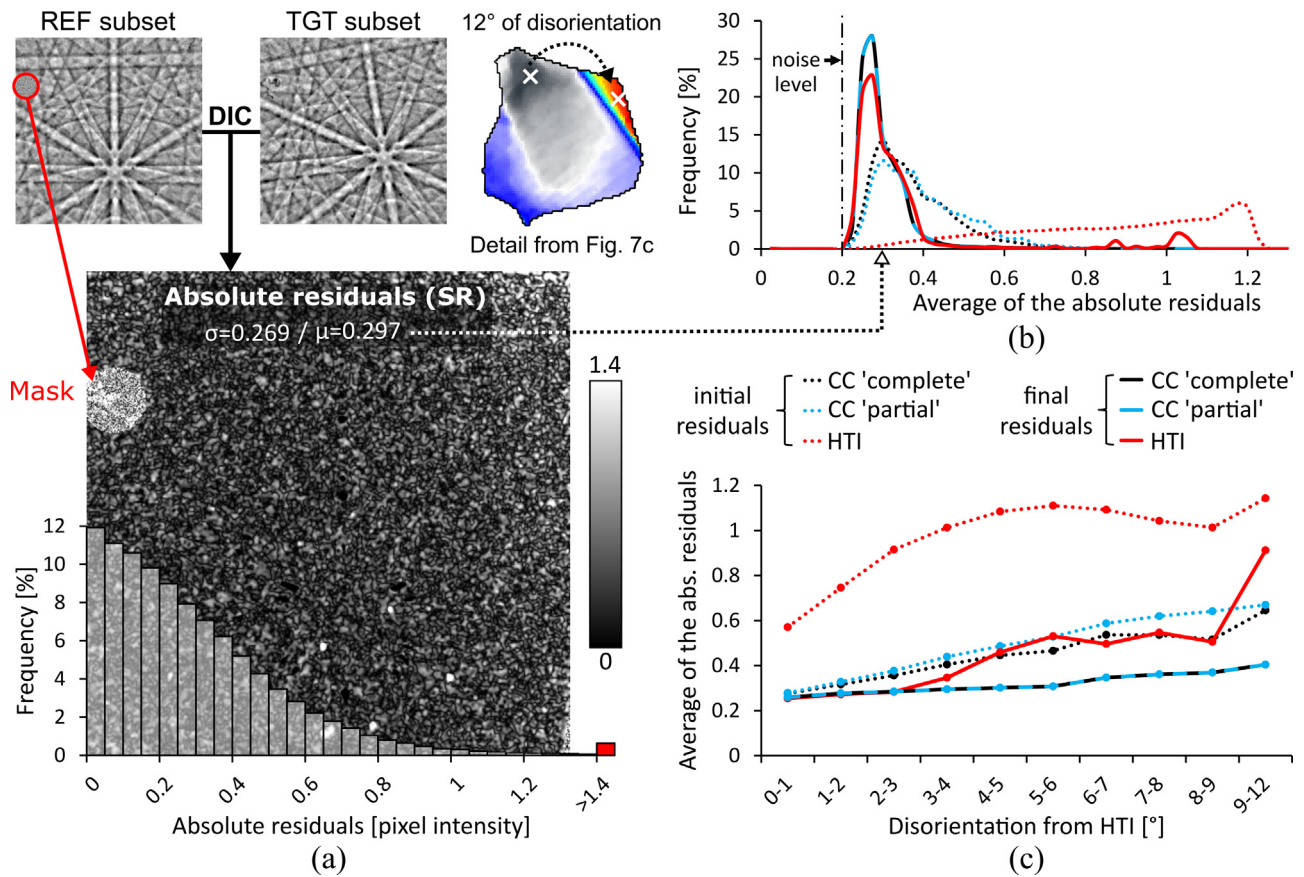 REF subset
TGT subset
12° of disorientation
DIC
Detail from Fig. 7c
Absolute residuals (SR)
σ=0.269 / μ=0.297
Mask
1.4
0
Frequency [%]
12
10
8
6
4
2
0
0
0.2
0.4
0.6
0.8
1
1.2
>1.4
Absolute residuals [pixel intensity]
(a)
Frequency [%]
30
25
20
15
10
5
0
noise
level
0
0.2
0.4
0.6
0.8
1
1.2
Average of the absolute residuals
(b)
initial
residuals
CC 'complete'
CC 'partial'
HTI
final
residuals
CC 'complete'
CC 'partial'
HTI
Average of the abs. residuals
1.2
1
0.8
0.6
0.4
0.2
0
0-1
1-2
2-3
3-4
4-5
5-6
6-7
7-8
8-9
9-12
Disorientation from HTI [°]
(c)